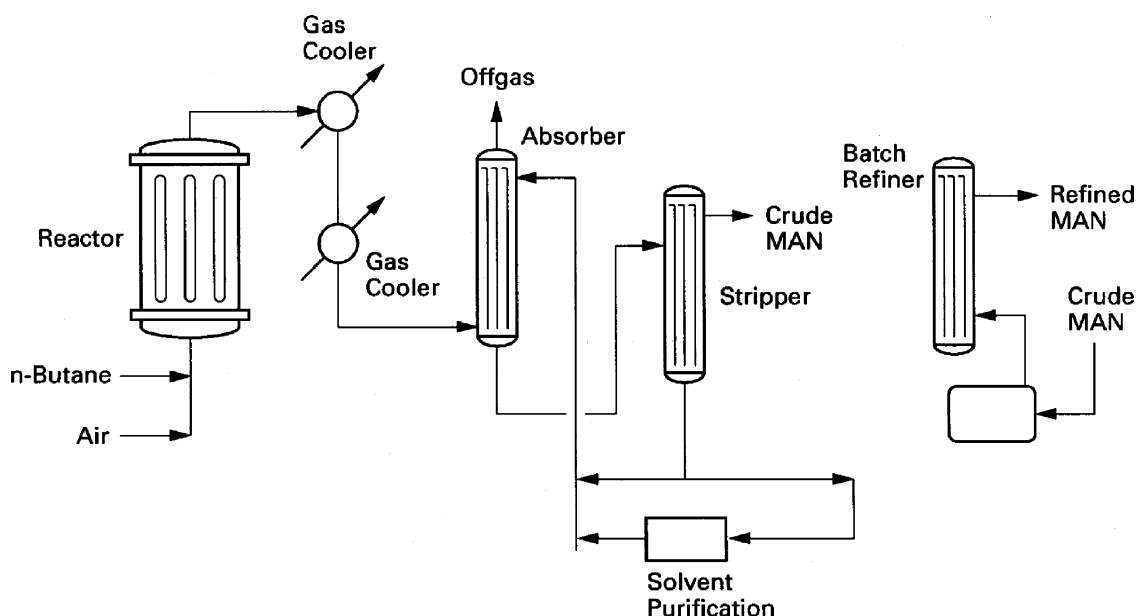 Gas
Cooler
Offgas
Absorber
Batch
Refiner
Crude
MAN
Refined
MAN
Reactor
Gas
Cooler
Stripper
Crude
MAN
n-Butane
Air
Solvent
Purification